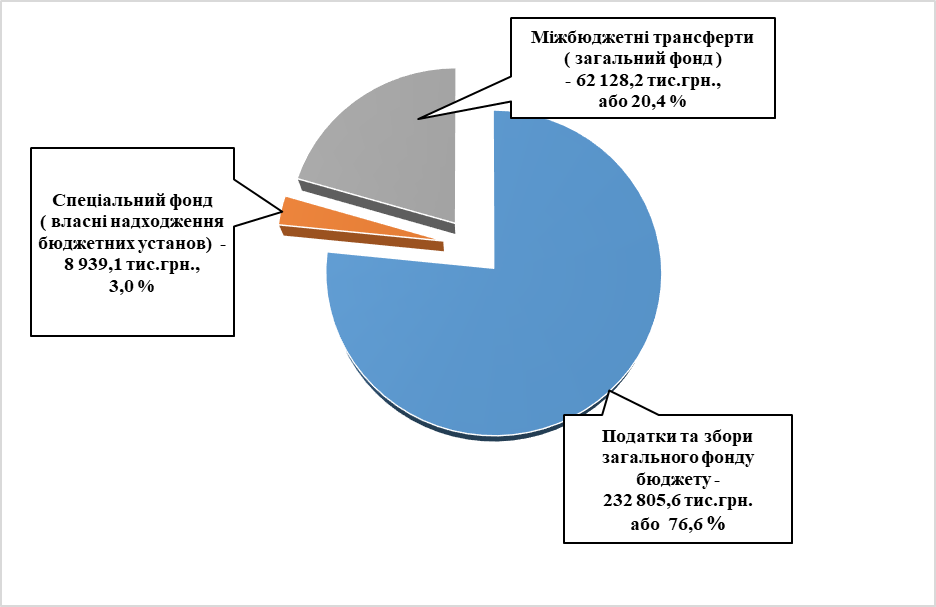 Міжбюджетні трансферти
( загальний фонд )
- 62 128,2 тис.грн.,
або 20,4 %
Спеціальний фонд
( власні надходження
бюджетних установ) -
8 939,1 тис.грн.,
3,0 %
Податки та збори
загального фонду
бюджету -
232 805,6 тис.грн.
або 76,6 %